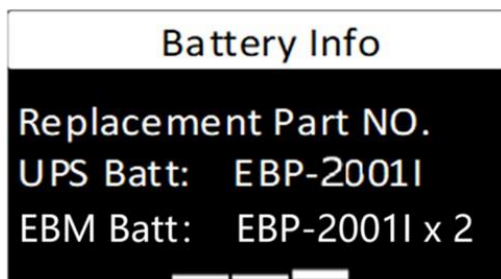 Battery Info
Replacement Part NO.
UPS Batt: EBP-2001I
EBM Batt: EBP-2001I x 2